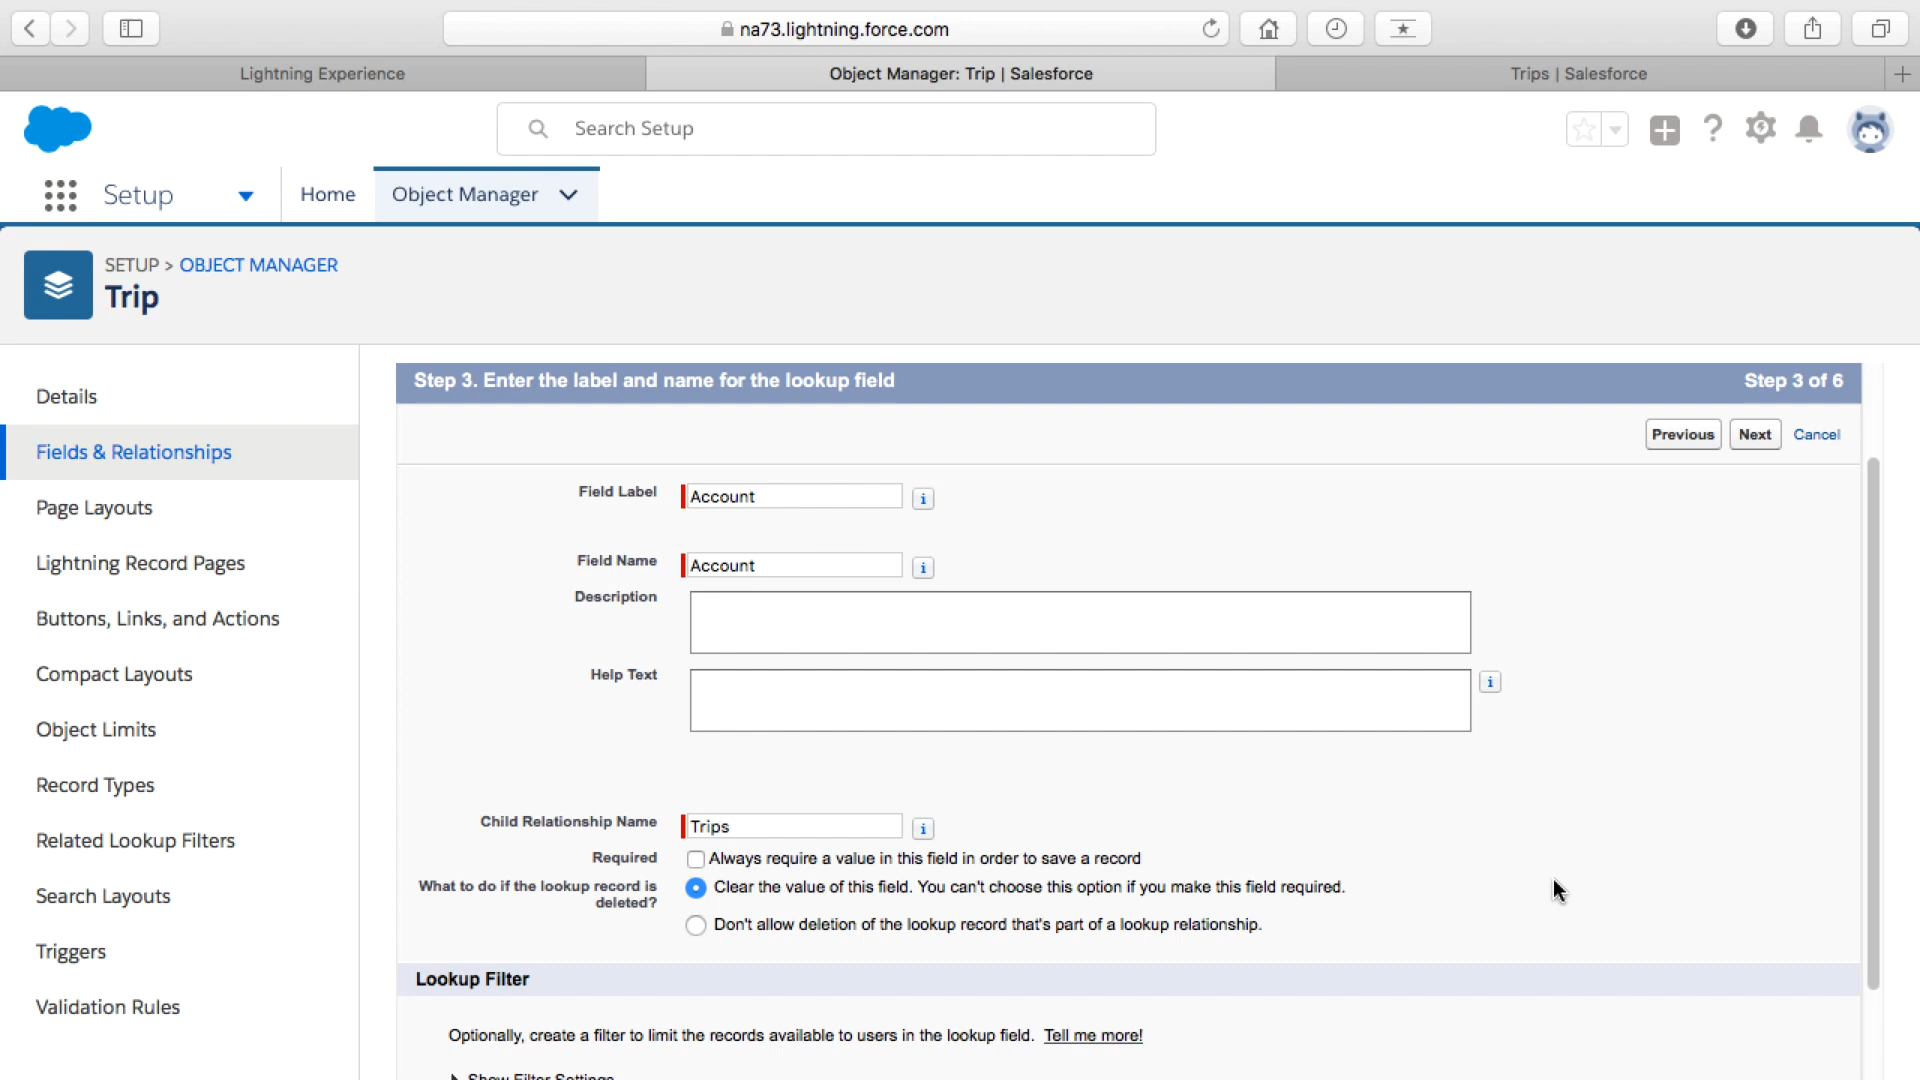 na73.lightning.force.com
Lightning Experience
Object Manager: Trip | Salesforce
Trips | Salesforce
Search Setup
Setup
Home
Object Manager
SETUP > OBJECT MANAGER
Trip
Details
Fields & Relationships
Page Layouts
Lightning Record Pages
Buttons, Links, and Actions
Compact Layouts
Object Limits
Record Types
Related Lookup Filters
Search Layouts
Triggers
Validation Rules
Step 3. Enter the label and name for the lookup field
Step 3 of 6
Previous Next Cancel
Field Label Account
Field Name Account
Description
Help Text
Child Relationship Name Trips
Required Always require a value in this field in order to save a record
What to do if the lookup record is deleted? Clear the value of this field. You can't choose this option if you make this field required.
Don't allow deletion of the lookup record that's part of a lookup relationship.
Lookup Filter
Optionally, create a filter to limit the records available to users in the lookup field. Tell me more!
Show Filter Settings